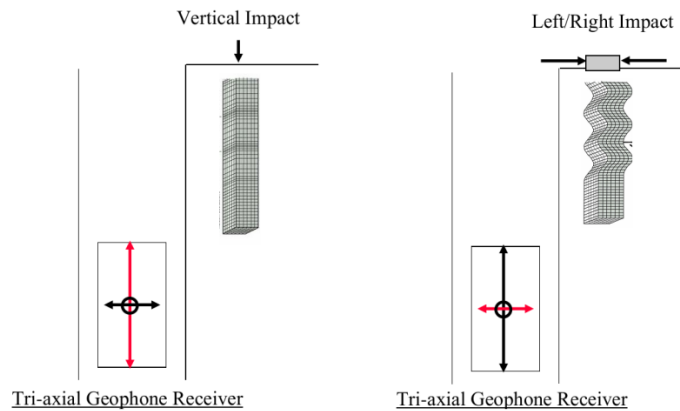 Vertical Impact
Left/Right Impact
Tri-axial Geophone Receiver
Tri-axial Geophone Receiver